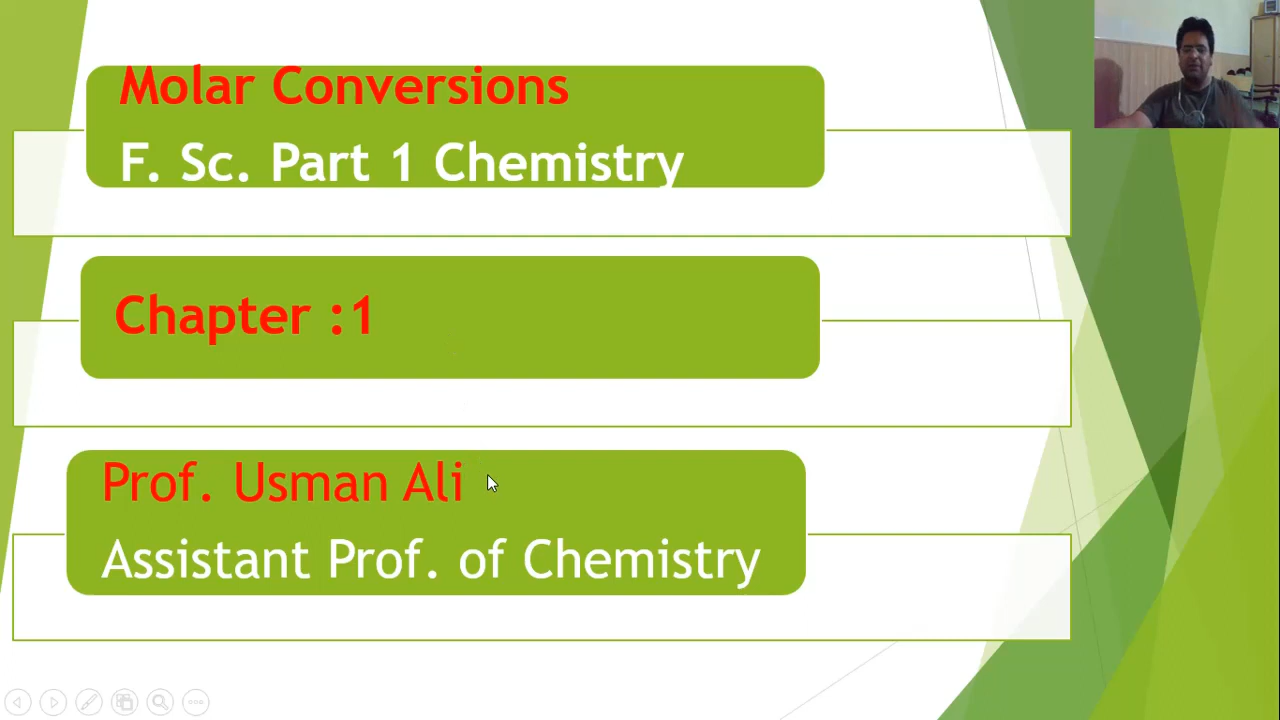 Molar Conversions
F. Sc. Part 1 Chemistry
Chapter :1
Prof. Usman Ali
Assistant Prof. of Chemistry